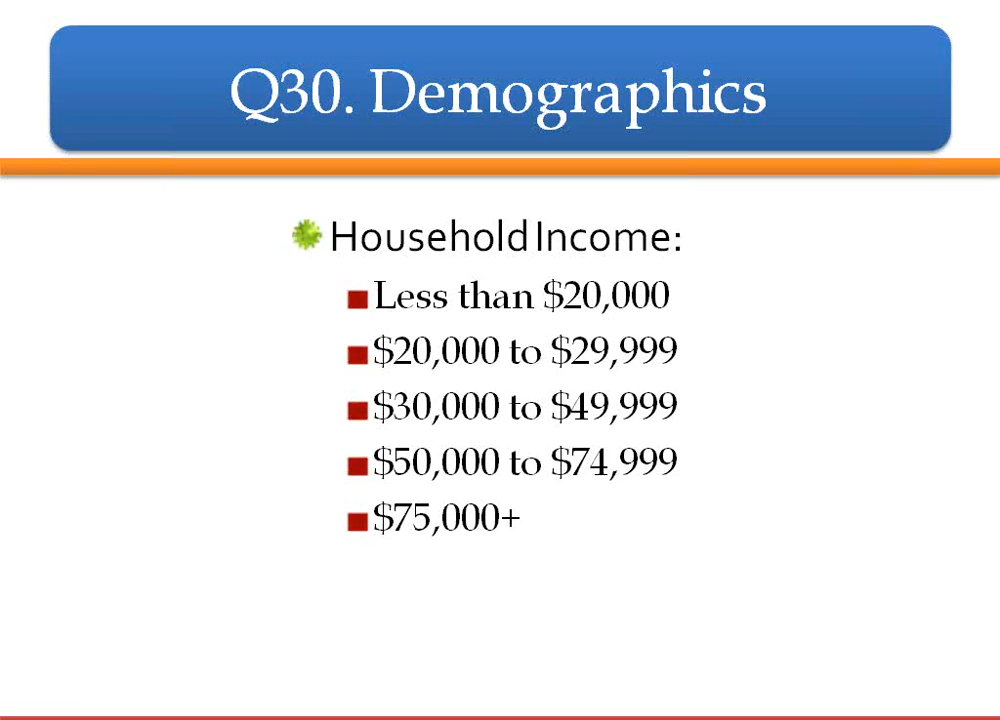 Q30. Demographics
Household Income:
Less than $20,000
$20,000 to $29,999
$30,000 to $49,999
$50,000 to $74,999
$75,000+